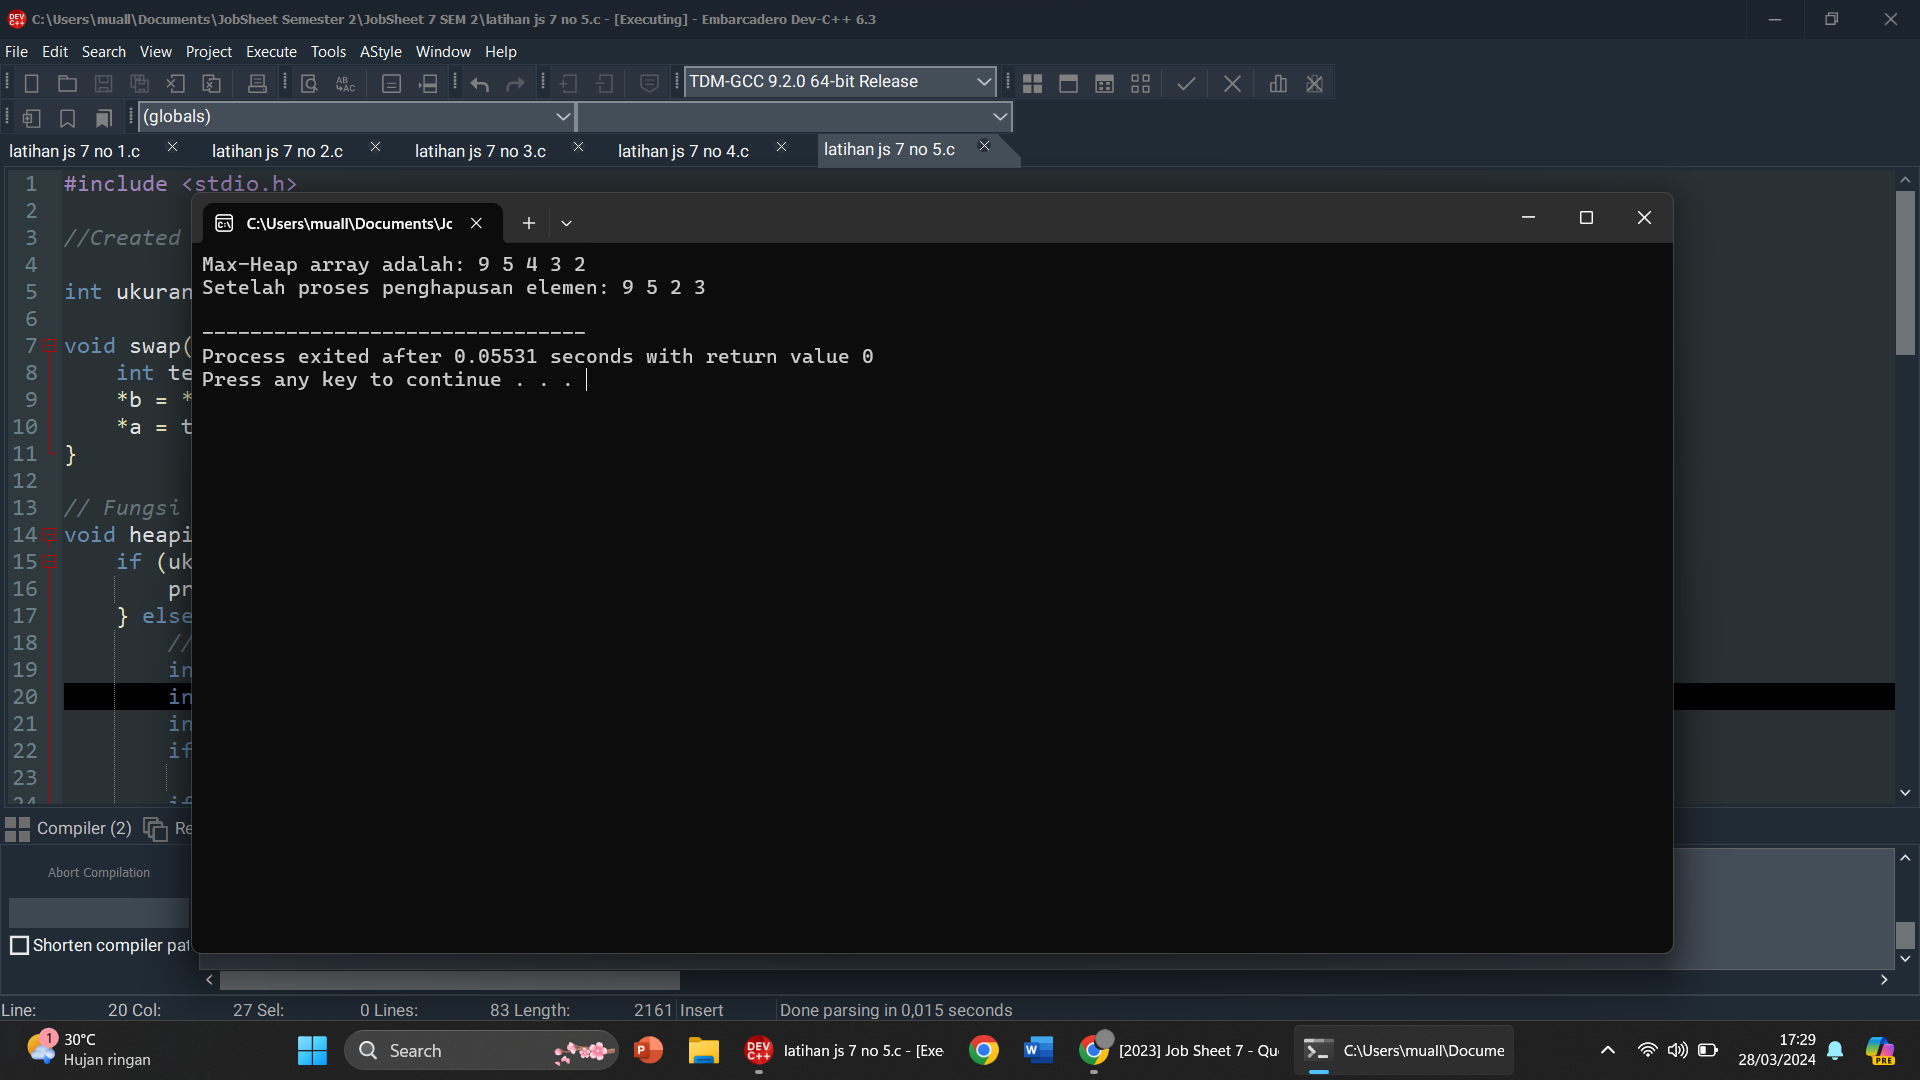 C:\Users\muall\Documents\JobSheet Semester 2\JobSheet 7 SEM 2\latihan js 7 no 5.c - [Executing] - Embarcadero Dev-C++ 6.3
File Edit Search View Project Execute Tools AStyle Window Help
TDM-GCC 9.2.0 64-bit Release
(globals)
latihan js 7 no 1.c latihan js 7 no 2.c latihan js 7 no 3.c latihan js 7 no 4.c latihan js 7 no 5.c
1 #include <stdio.h>
2
3 //Created
4
5 int ukuran
6
7 void swap(
8 int te
9 *b = *
10 *a = t
11 }
12
13 // Fungsi
14 void heapi
15 if (uk
16 pr
17 } else
18 //
19 in
20 in
21 in
22 if
23
24 if
C:\Users\muall\Documents\Jc
Max-Heap array adalah: 9 5 4 3 2
Setelah proses penghapusan elemen: 9 5 2 3
--------------------------------
Process exited after 0.05531 seconds with return value 0
Press any key to continue . . .
Compiler (2) Re
Abort Compilation
Shorten compiler pat
Line: 20 Col: 27 Sel: 0 Lines: 83 Length: 2161 Insert Done parsing in 0,015 seconds
1
30°C
Hujan ringan
Search
latihan js 7 no 5.c - [Exe
[2023] Job Sheet 7 - Qu
C:\Users\muall\Docume
17:29
28/03/2024
PRE